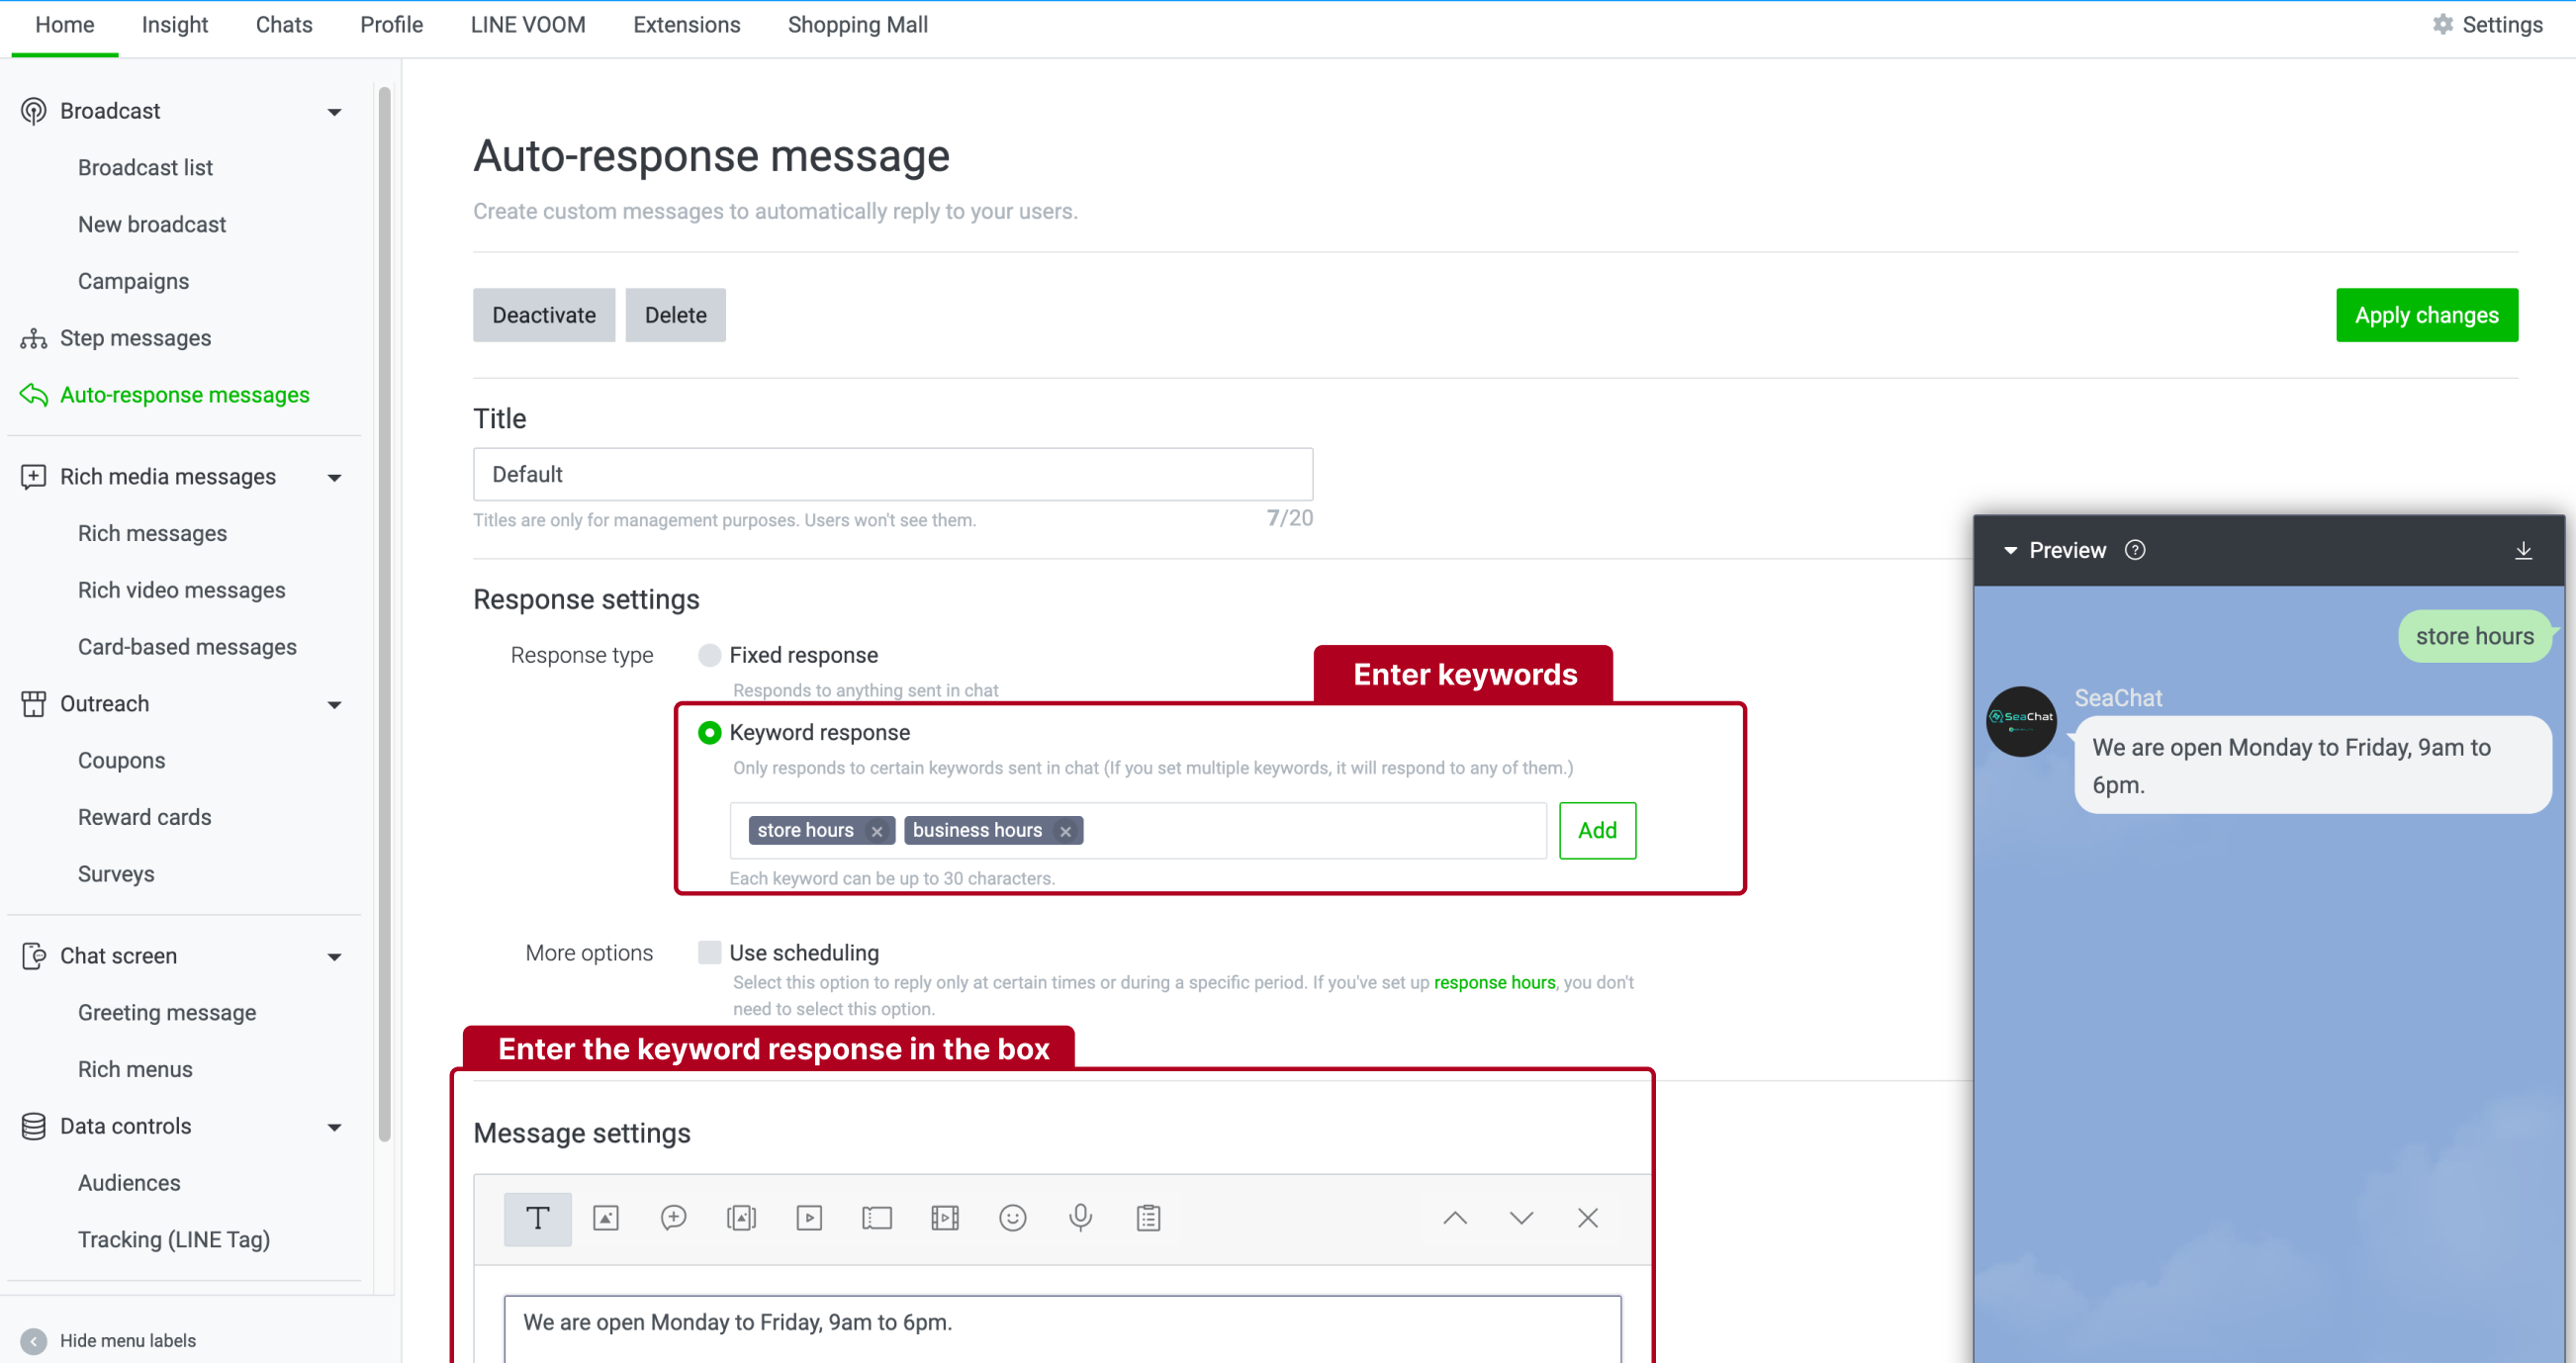 Home Insight Chats Profile LINE VOOM Extensions Shopping Mall Settings
Broadcast
Broadcast list
New broadcast
Campaigns
Step messages
Auto-response messages
Rich media messages
Rich messages
Rich video messages
Card-based messages
Outreach
Coupons
Reward cards
Surveys
Chat screen
Greeting message
Rich menus
Data controls
Audiences
Tracking (LINE Tag)
Hide menu labels
Auto-response message
Create custom messages to automatically reply to your users.
Deactivate Delete Apply changes
Title
Default
Titles are only for management purposes. Users won't see them. 7/20
Response settings
Response type Fixed response
Responds to anything sent in chat
Enter keywords
Keyword response
Only responds to certain keywords sent in chat (If you set multiple keywords, it will respond to any of them.)
store hours business hours Add
Each keyword can be up to 30 characters.
More options Use scheduling
Select this option to reply only at certain times or during a specific period. If you've set up response hours, you don't
need to select this option.
Enter the keyword response in the box
Message settings
T
We are open Monday to Friday, 9am to 6pm.
Preview ?
store hours
SeaChat
SeaChat
We are open Monday to Friday, 9am to
6pm.